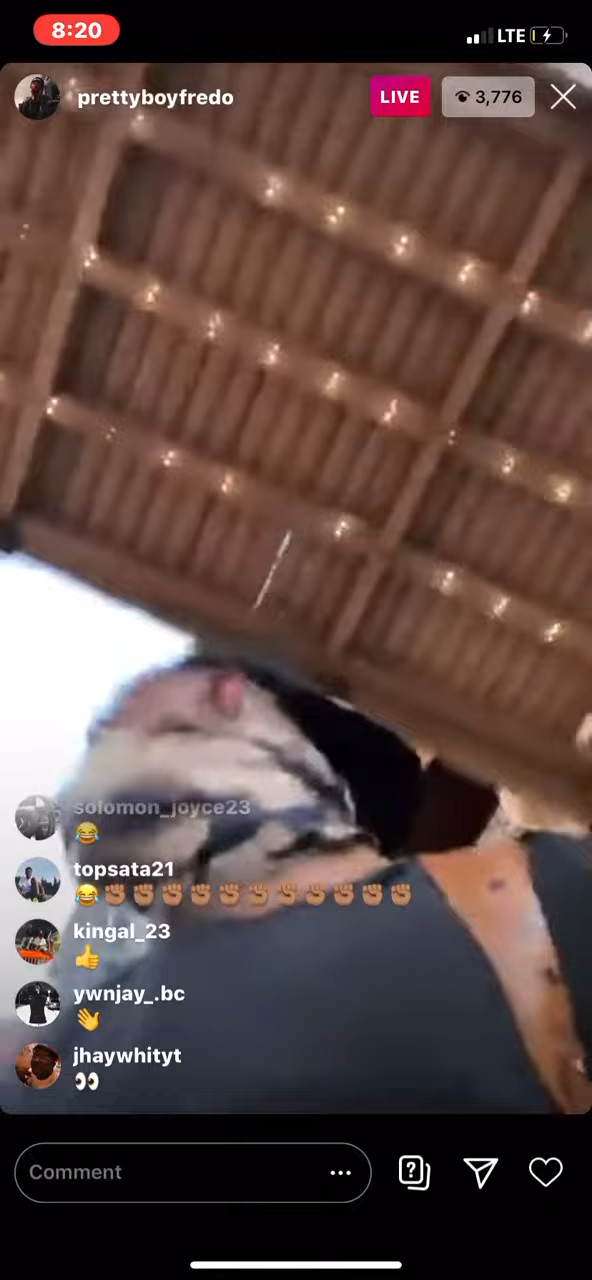 8:20
LTE
prettyboyfredo
LIVE
3,776
solomon_joyce23
😂
topsata21
😂✊🏾✊🏾✊🏾✊🏾✊🏾✊🏾✊🏾✊🏾✊🏾✊🏾✊🏾
kingal_23
👍
ywnjay_.bc
👋
jhaywhityt
👀
Comment